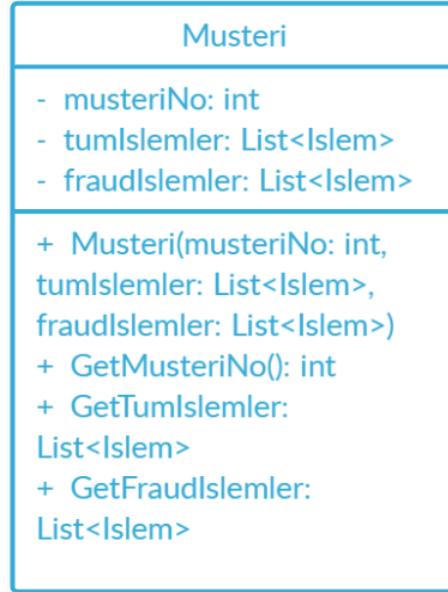 Musteri
- musteriNo: int
- tumIslemler: List<Islem>
- fraudIslemler: List<Islem>
+ Musteri(musteriNo: int,
tumIslemler: List<Islem>,
fraudIslemler: List<Islem>)
+ GetMusteriNo(): int
+ GetTumIslemler:
List<Islem>
+ GetFraudIslemler:
List<Islem>